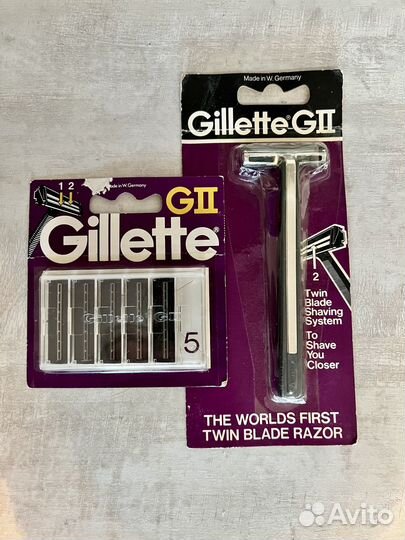 Made in W. Germany
Gillette® GII
1 2
Made in W. Germany
GII
Gillette®
Gillette GII
5
2
Twin
Blade
Shaving
System
To
Shave
You
Closer
THE WORLDS FIRST
TWIN BLADE RAZOR
Avito